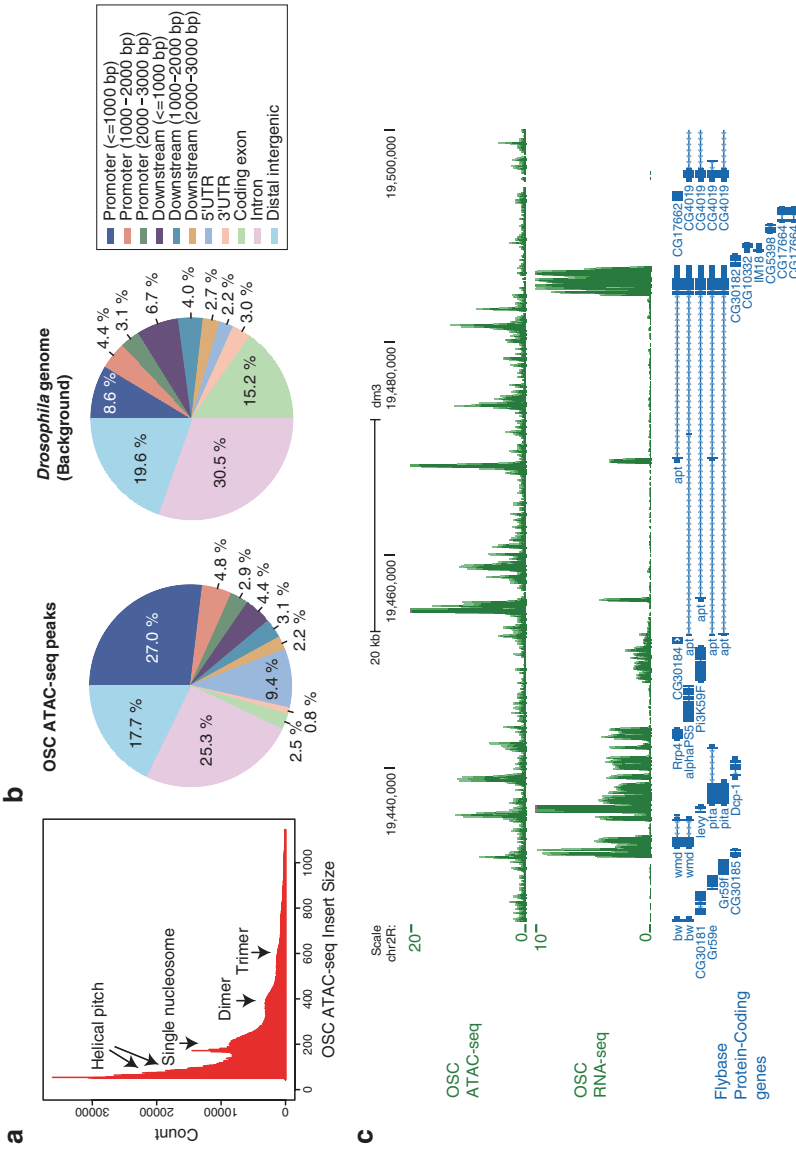 a
Count
30000
20000
10000
0
Helical pitch
Single nucleosome
Dimer
Trimer
0
200
400
600
800
1000
OSC ATAC-seq Insert Size
b
OSC ATAC-seq peaks
27.0 %
4.8 %
2.9 %
4.4 %
3.1 %
2.2 %
9.4 %
0.8 %
2.5 %
25.3 %
17.7 %
Drosophila genome
(Background)
8.6 %
4.4 %
3.1 %
6.7 %
4.0 %
2.7 %
2.2 %
3.0 %
15.2 %
30.5 %
19.6 %
Promoter (<=1000 bp)
Promoter (1000–2000 bp)
Promoter (2000–3000 bp)
Downstream (<=1000 bp)
Downstream (1000–2000 bp)
Downstream (2000–3000 bp)
5'UTR
3'UTR
Coding exon
Intron
Distal intergenic
c
Scale
chr2R:
20 kb
dm3
19,440,000
19,460,000
19,480,000
19,500,000
OSC
ATAC-seq
20
0
OSC
RNA-seq
10
0
Flybase
Protein-Coding
genes
bw
bw
CG30181
Gr59e
Gr59f
CG30185
wmd
wmd
levy
pita
pita
Dcp-1
Rrp4
alphaPS5
Pi3K59F
CG30184
apt
apt
apt
apt
apt
CG30182
CG10332
IM18
CG5398
CG17664
CG17664
CG17662
CG4019
CG4019
CG4019
CG4019